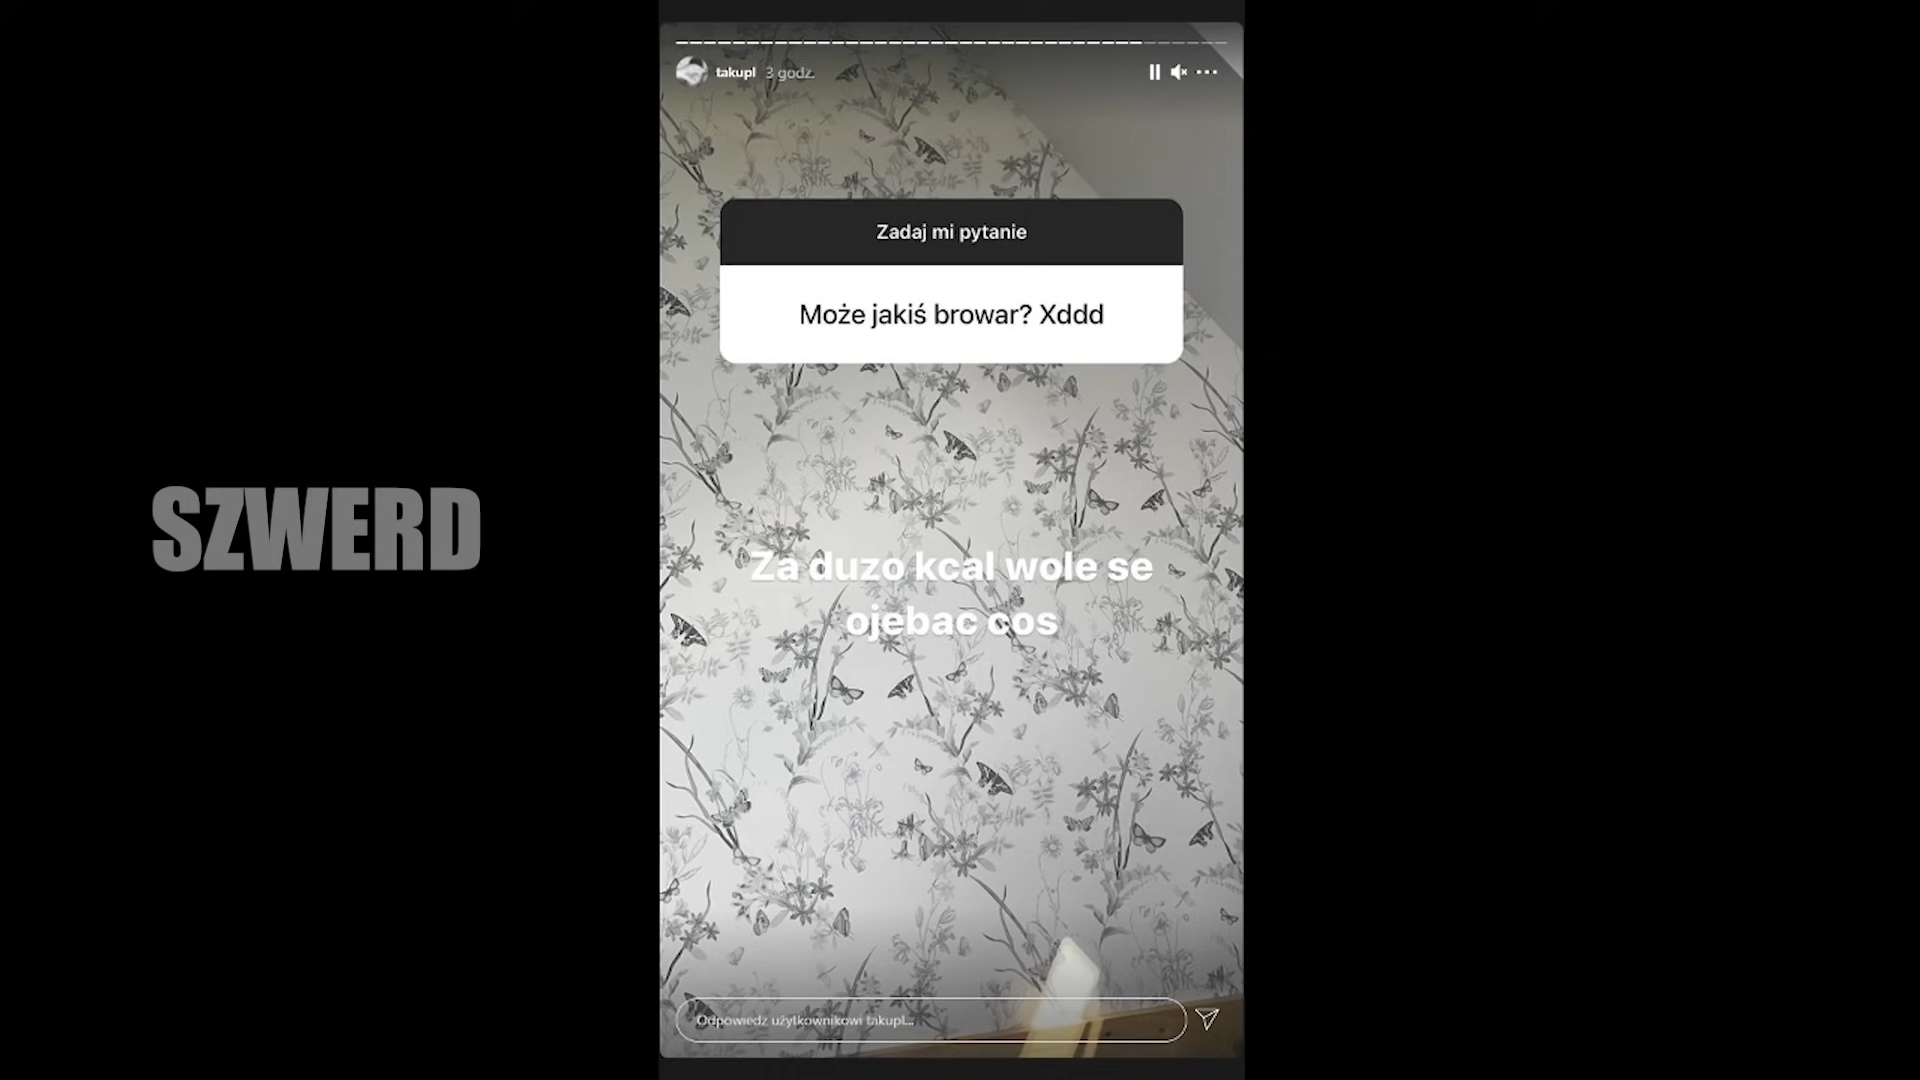 takupl 3 godz.
Zadaj mi pytanie
Może jakiś browar? Xddd
SZWERD
Za duzo kcal wole se
ojebac cos
Odpowiedz użytkownikowi takupl...